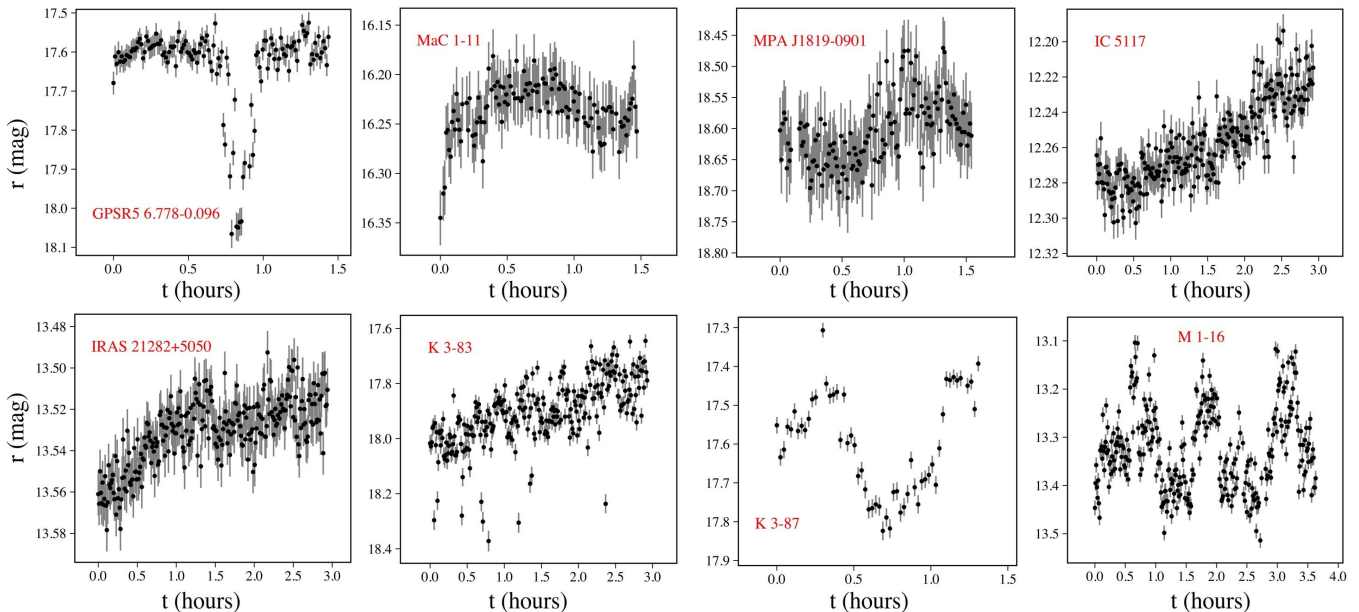 17.5
17.6
17.7
17.8
17.9
18.0
18.1
r (mag)
GPSR5 6.778-0.096
0.0 0.5 1.0 1.5
t (hours)
16.15
16.20
16.25
16.30
16.35
MaC 1-11
0.0 0.5 1.0 1.5
t (hours)
18.45
18.50
18.55
18.60
18.65
18.70
18.75
18.80
MPA J1819-0901
0.0 0.5 1.0 1.5
t (hours)
12.20
12.22
12.24
12.26
12.28
12.30
12.32
IC 5117
0.0 0.5 1.0 1.5 2.0 2.5 3.0
t (hours)
13.48
13.50
13.52
13.54
13.56
13.58
r (mag)
IRAS 21282+5050
0.0 0.5 1.0 1.5 2.0 2.5 3.0
t (hours)
17.6
17.8
18.0
18.2
18.4
K 3-83
0.0 0.5 1.0 1.5 2.0 2.5 3.0
t (hours)
17.3
17.4
17.5
17.6
17.7
17.8
17.9
K 3-87
0.0 0.5 1.0 1.5
t (hours)
13.1
13.2
13.3
13.4
13.5
M 1-16
0.0 0.5 1.0 1.5 2.0 2.5 3.0 3.5 4.0
t (hours)